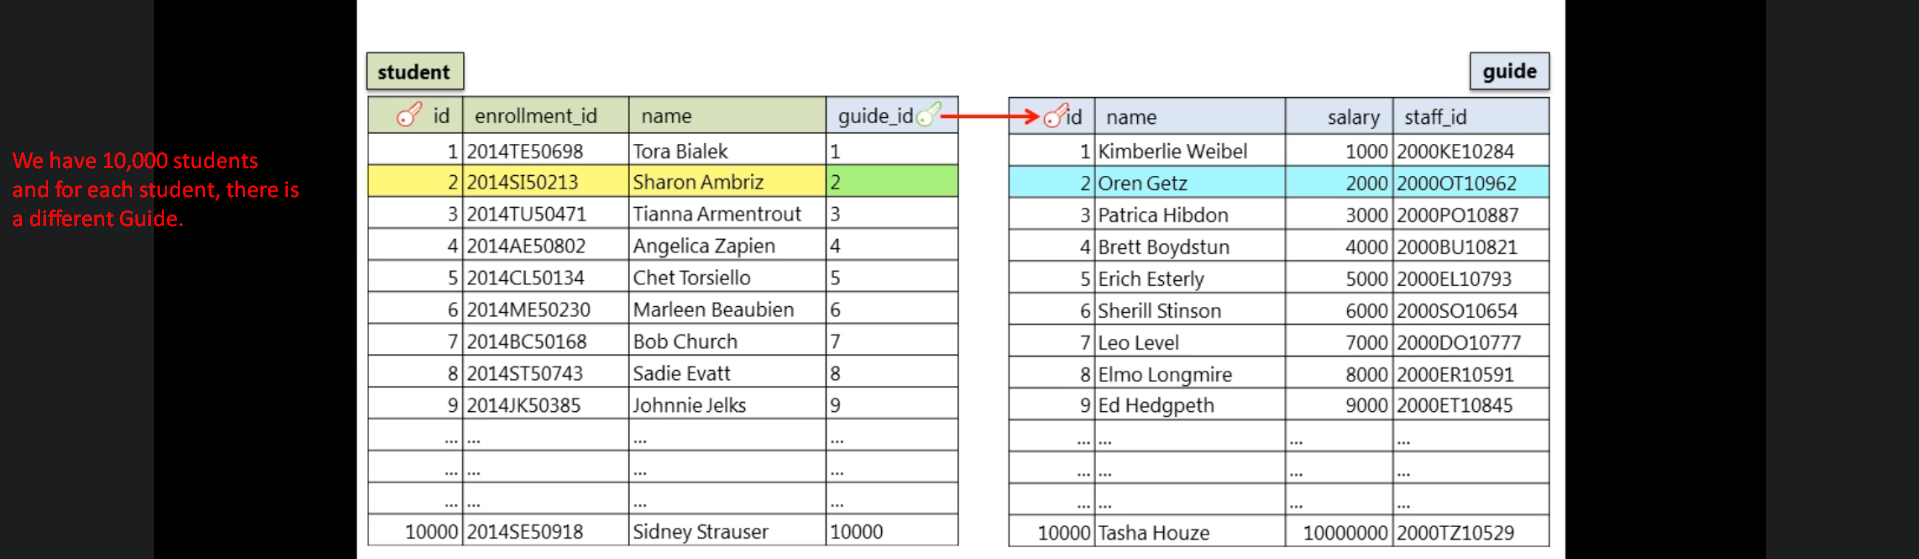 We have 10,000 students
and for each student, there is
a different Guide.
student
id enrollment_id name guide_id
1 2014TE50698 Tora Bialek 1
2 2014SI50213 Sharon Ambriz 2
3 2014TU50471 Tianna Armentrout 3
4 2014AE50802 Angelica Zapien 4
5 2014CL50134 Chet Torsiello 5
6 2014ME50230 Marleen Beaubien 6
7 2014BC50168 Bob Church 7
8 2014ST50743 Sadie Evatt 8
9 2014JK50385 Johnnie Jelks 9
... ... ... ...
... ... ... ...
... ... ... ...
10000 2014SE50918 Sidney Strauser 10000
guide
id name salary staff_id
1 Kimberlie Weibel 1000 2000KE10284
2 Oren Getz 2000 2000OT10962
3 Patrica Hibdon 3000 2000PO10887
4 Brett Boydstun 4000 2000BU10821
5 Erich Esterly 5000 2000EL10793
6 Sherill Stinson 6000 2000SO10654
7 Leo Level 7000 2000DO10777
8 Elmo Longmire 8000 2000ER10591
9 Ed Hedgpeth 9000 2000ET10845
... ... ... ...
... ... ... ...
... ... ... ...
10000 Tasha Houze 10000000 2000TZ10529